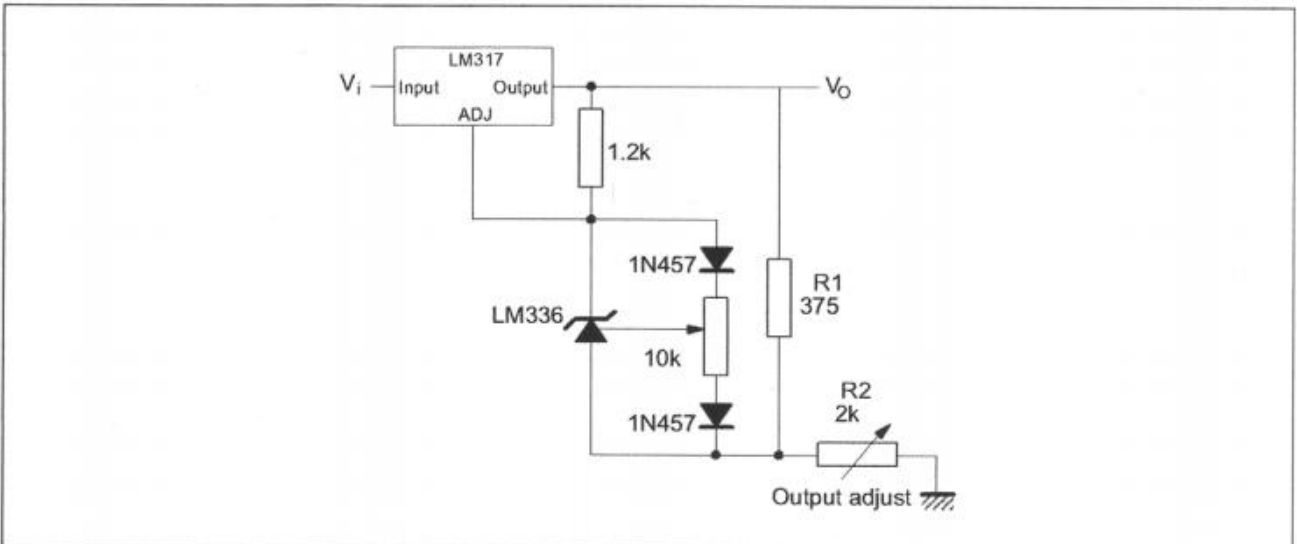 LM317
Vi
Input
Output
VO
ADJ
1.2k
1N457
R1
375
LM336
10k
R2
2k
1N457
Output adjust